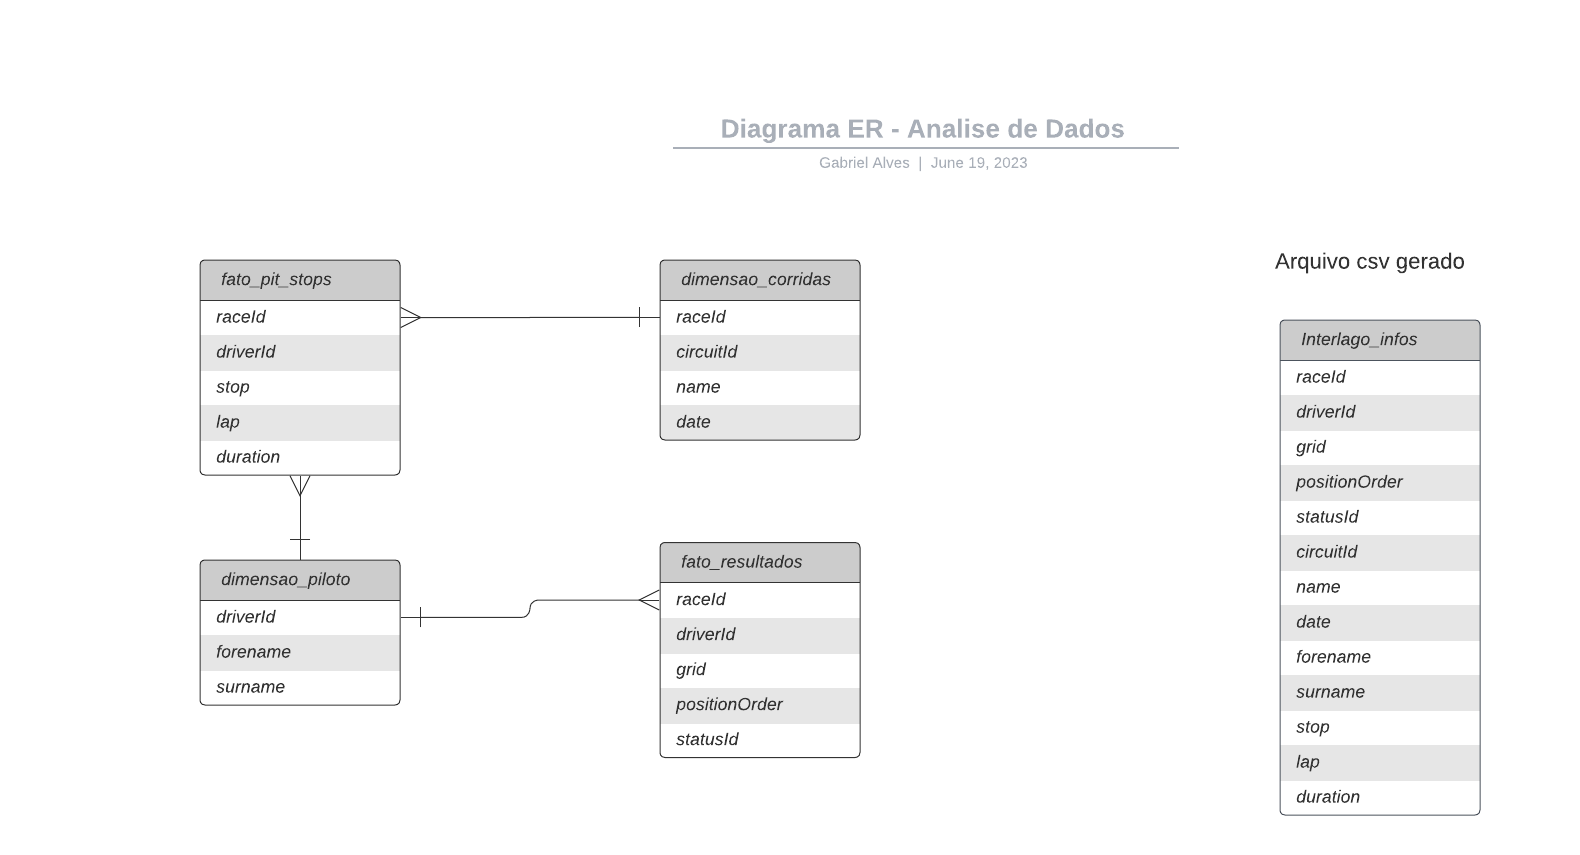 Diagrama ER - Analise de Dados
Gabriel Alves | June 19, 2023
fato_pit_stops
raceId
driverId
stop
lap
duration
dimensao_corridas
raceId
circuitId
name
date
dimensao_piloto
driverId
forename
surname
fato_resultados
raceId
driverId
grid
positionOrder
statusId
Arquivo csv gerado
Interlago_infos
raceId
driverId
grid
positionOrder
statusId
circuitId
name
date
forename
surname
stop
lap
duration